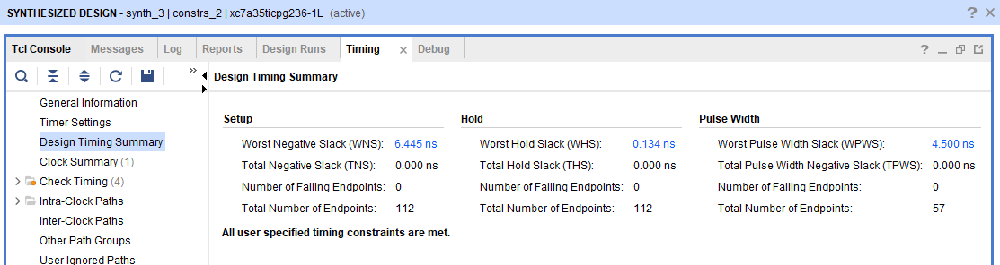 SYNTHESIZED DESIGN - synth_3 | constrs_2 | xc7a35ticpg236-1L (active) ?
Tcl Console Messages Log Reports Design Runs Timing Debug ?
Design Timing Summary
General Information
Timer Settings
Design Timing Summary
Clock Summary (1)
Check Timing (4)
Intra-Clock Paths
Inter-Clock Paths
Other Path Groups
User Ignored Paths
Setup
Worst Negative Slack (WNS): 6.445 ns
Total Negative Slack (TNS): 0.000 ns
Number of Failing Endpoints: 0
Total Number of Endpoints: 112
Hold
Worst Hold Slack (WHS): 0.134 ns
Total Hold Slack (THS): 0.000 ns
Number of Failing Endpoints: 0
Total Number of Endpoints: 112
Pulse Width
Worst Pulse Width Slack (WPWS): 4.500 ns
Total Pulse Width Negative Slack (TPWS): 0.000 ns
Number of Failing Endpoints: 0
Total Number of Endpoints: 57
All user specified timing constraints are met.